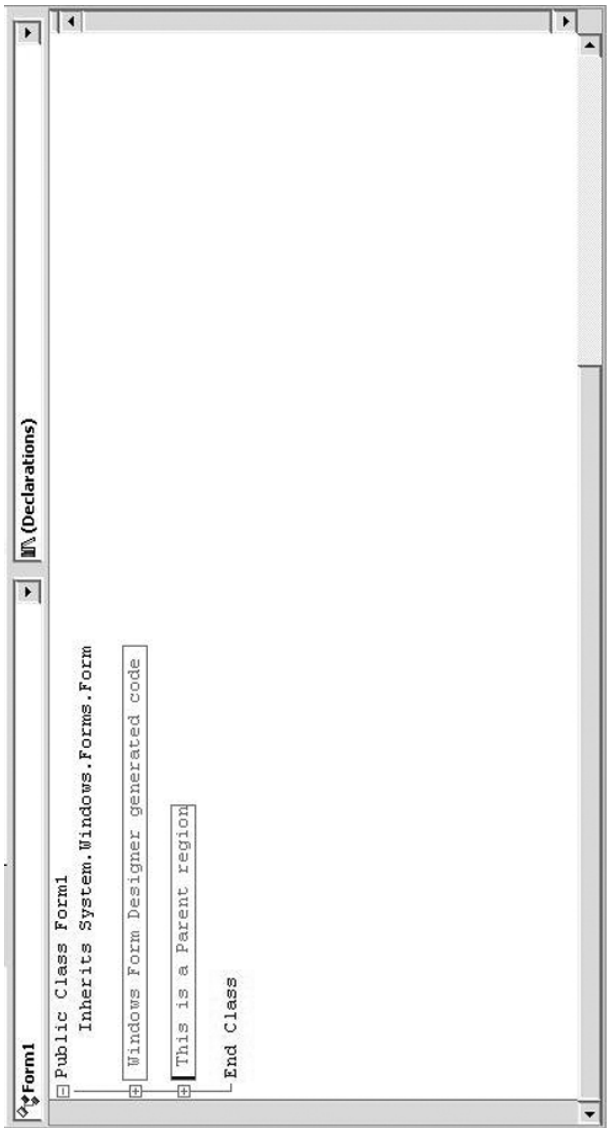 Form1
(Declarations)
Public Class Form1
Inherits System.Windows.Forms.Form
Windows Form Designer generated code
This is a Parent region
End Class